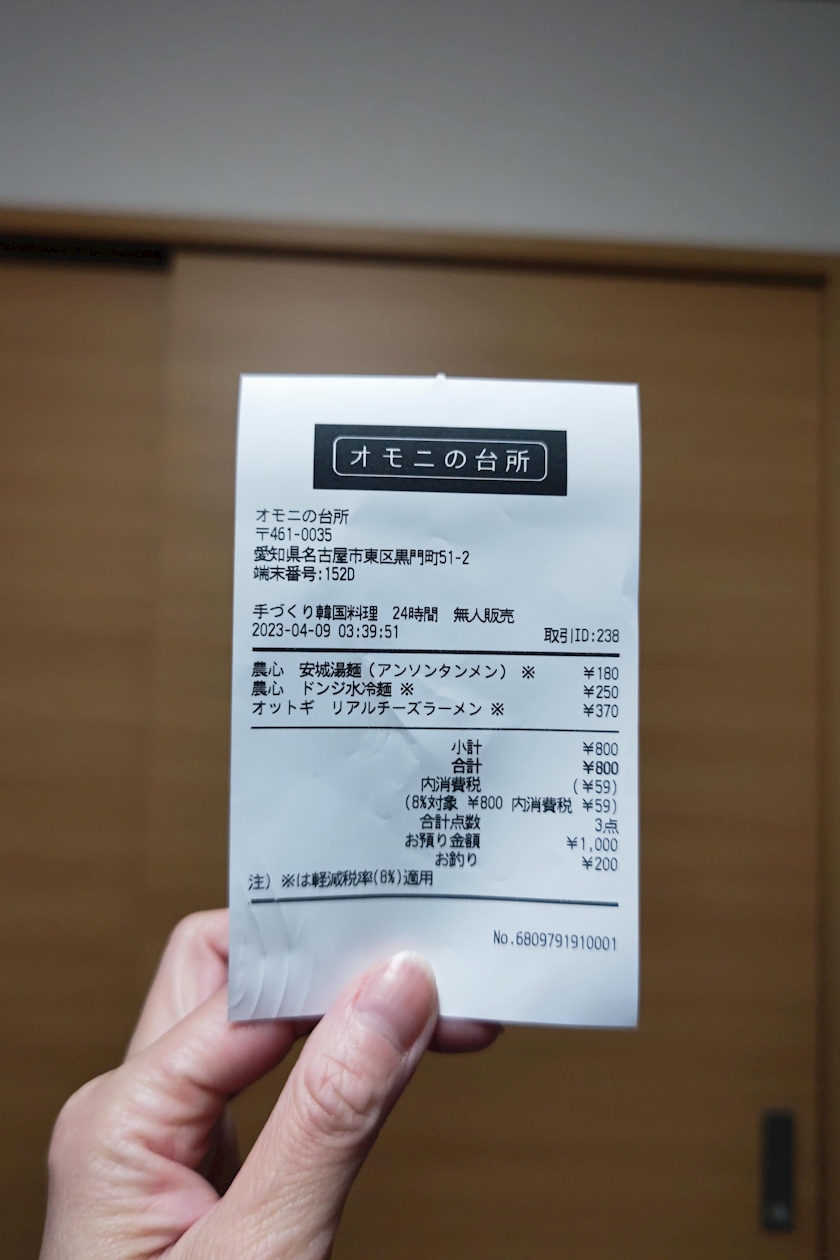 オモニの台所
オモニの台所
〒461-0035
愛知県名古屋市東区黒門町51-2
端末番号:152D
手づくり韓国料理 24時間 無人販売
2023-04-09 03:39:51 取引ID:238
農心 安城湯麺(アンソンタンメン) ※ ¥180
農心 ドンジ水冷麺 ※ ¥250
オットギ リアルチーズラーメン ※ ¥370
小計 ¥800
合計 ¥800
内消費税 (¥59)
(8%対象 ¥800 内消費税 ¥59)
合計点数 3点
お預り金額 ¥1,000
お釣り ¥200
注) ※は軽減税率(8%)適用
No.6809791910001